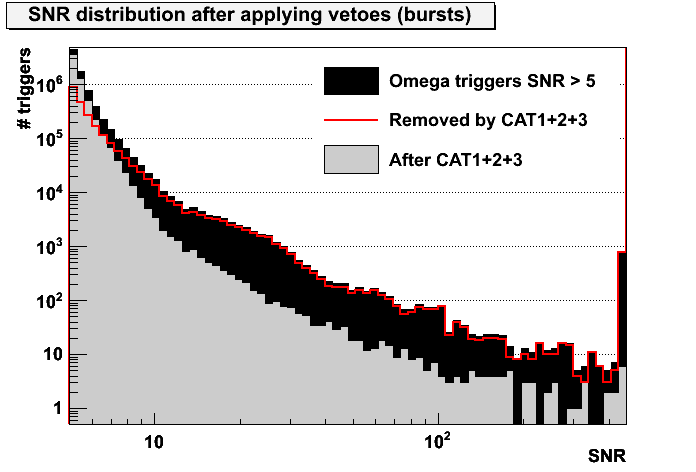 SNR distribution after applying vetoes (bursts)
# triggers
Omega triggers SNR > 5
Removed by CAT1+2+3
After CAT1+2+3
10⁶
10⁵
10⁴
10³
10²
10
1
10
10²
SNR